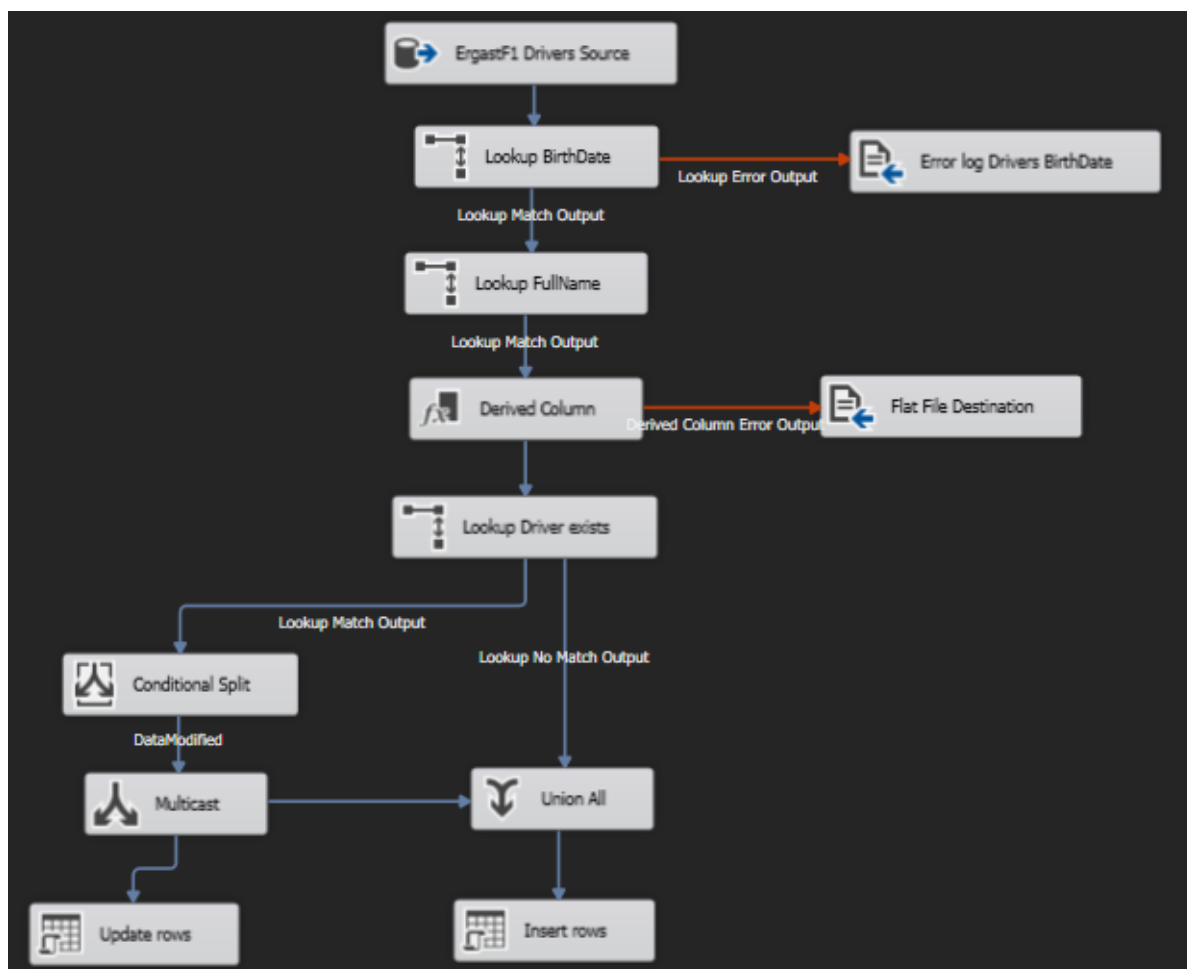 ErgastF1 Drivers Source
Lookup BirthDate
Error log Drivers BirthDate
Lookup Error Output
Lookup Match Output
Lookup FullName
Lookup Match Output
Derived Column
Flat File Destination
Derived Column Error Output
Lookup Driver exists
Lookup Match Output
Lookup No Match Output
Conditional Split
DataModified
Multicast
Union All
Update rows
Insert rows